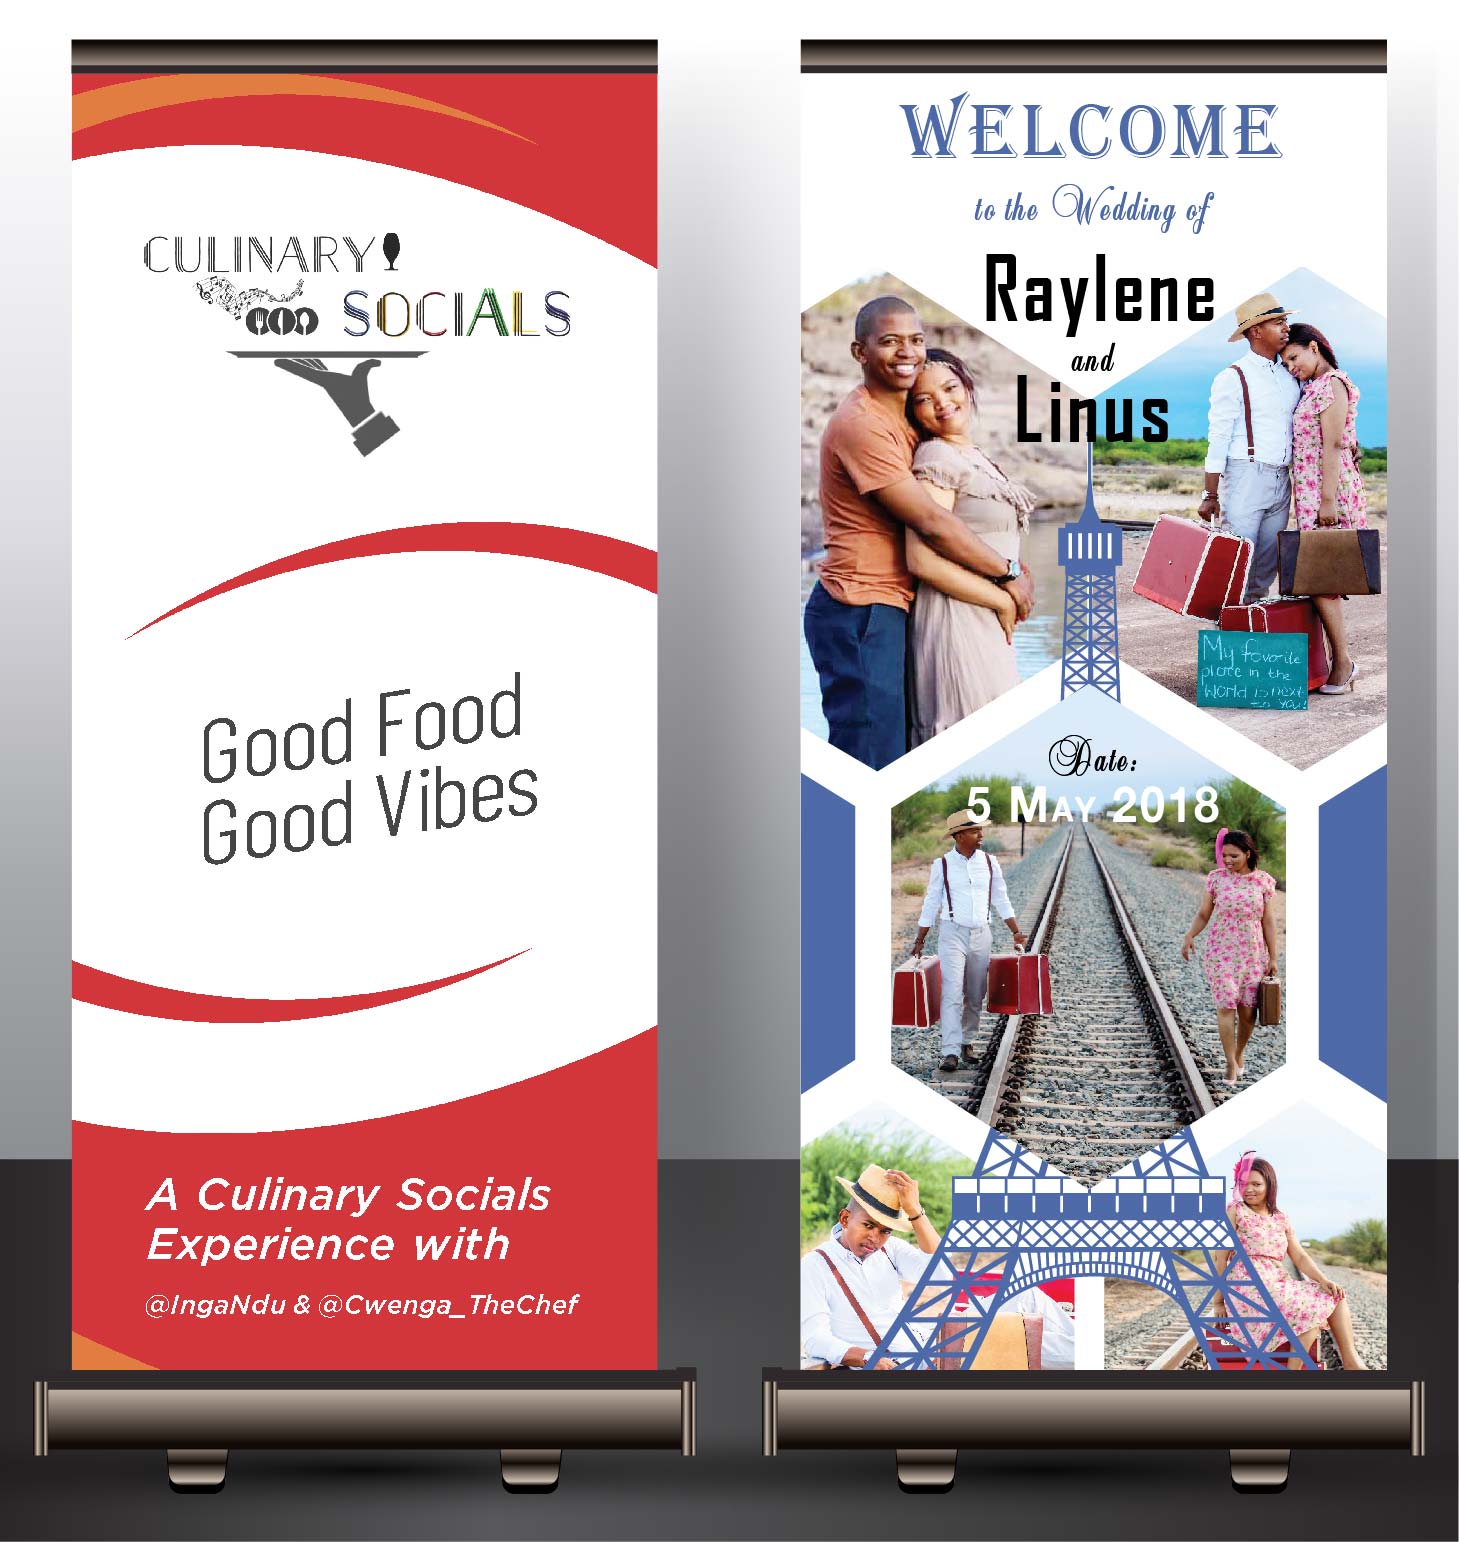 CULINARY
SOCIALS
Good Food
Good Vibes
A Culinary Socials
Experience with
@IngaNdu & @Cwenga_TheChef
WELCOME
to the Wedding of
Raylene
and
Linus
My favorite
place in the
world is next
to you!
Date:
5 MAY 2018